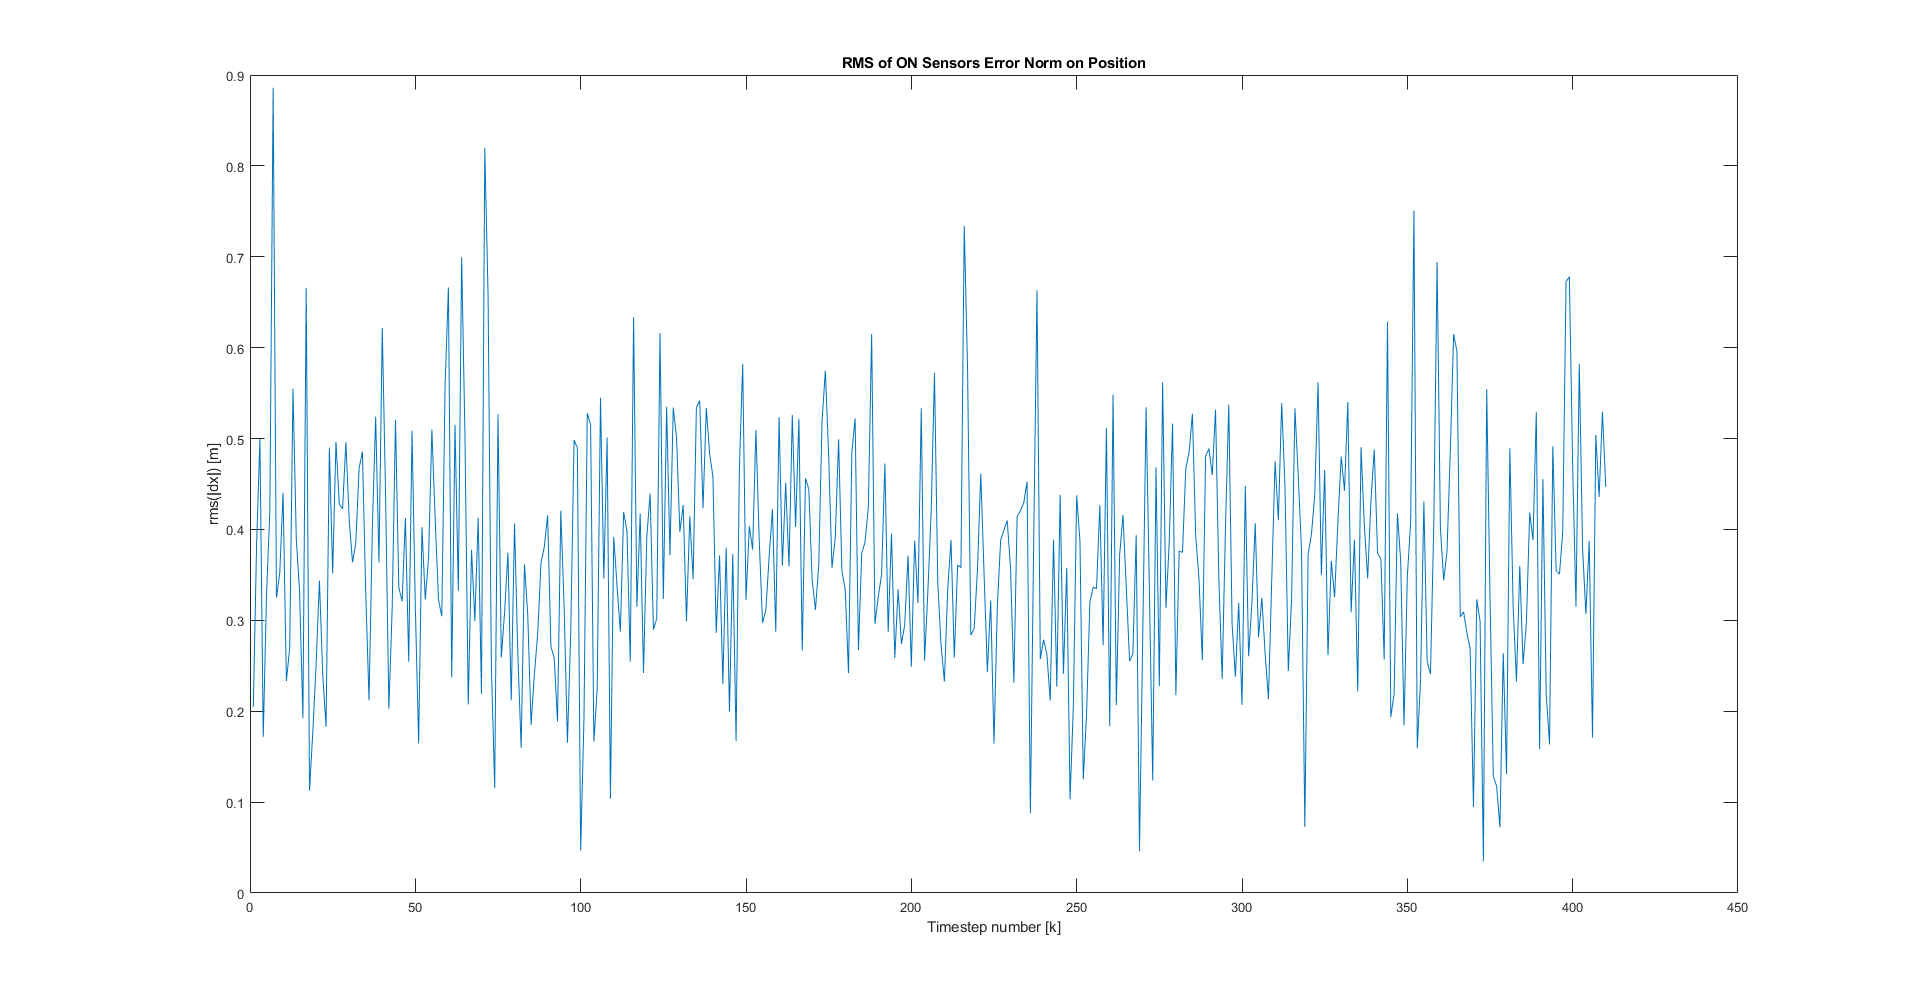 RMS of ON Sensors Error Norm on Position
0.9
0.8
0.7
0.6
0.5
0.4
0.3
0.2
0.1
0
rms(|dx|) [m]
0 50 100 150 200 250 300 350 400 450
Timestep number [k]